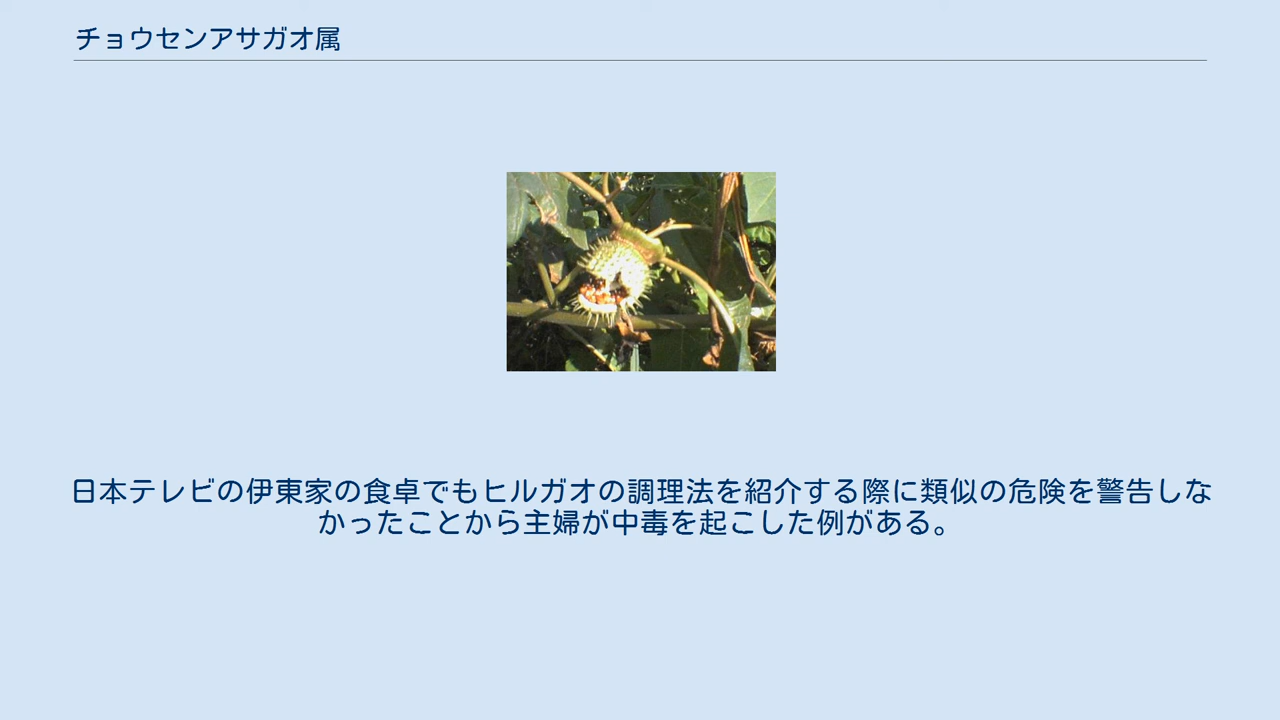 チョウセンアサガオ属
日本テレビの伊東家の食卓でもヒルガオの調理法を紹介する際に類似の危険を警告しな
かったことから主婦が中毒を起こした例がある。